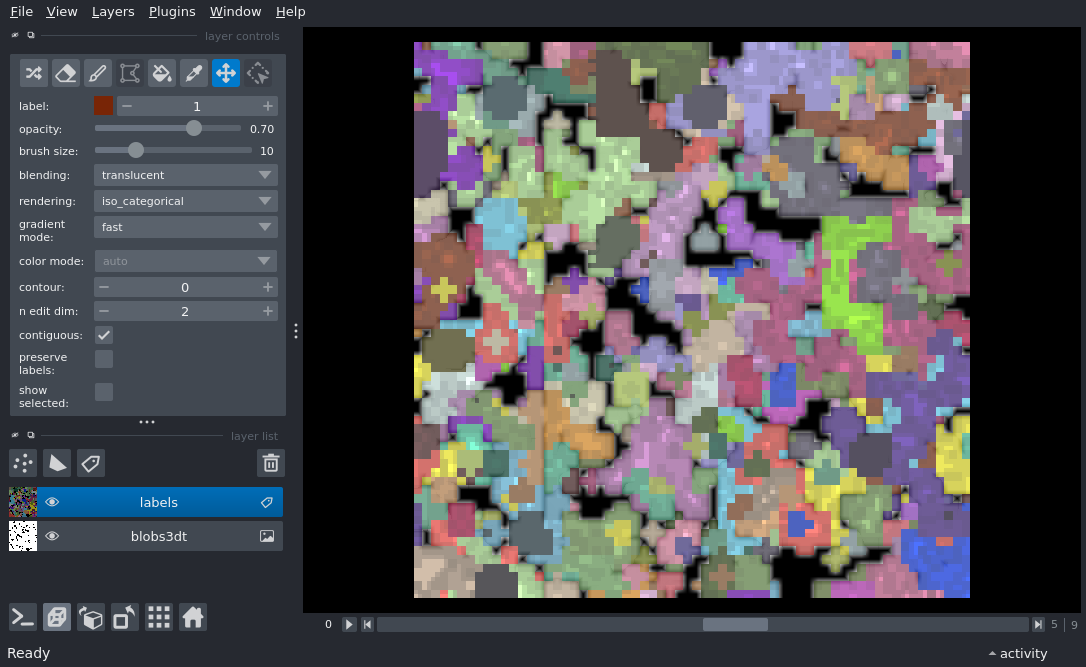 File View Layers Plugins Window Help
layer controls
label: 1
opacity: 0.70
brush size: 10
blending: translucent
rendering: iso_categorical
gradient
mode: fast
color mode: auto
contour: 0
n edit dim: 2
contiguous:
preserve
labels:
show
selected:
layer list
labels
blobs3dt
0 5 9
Ready activity